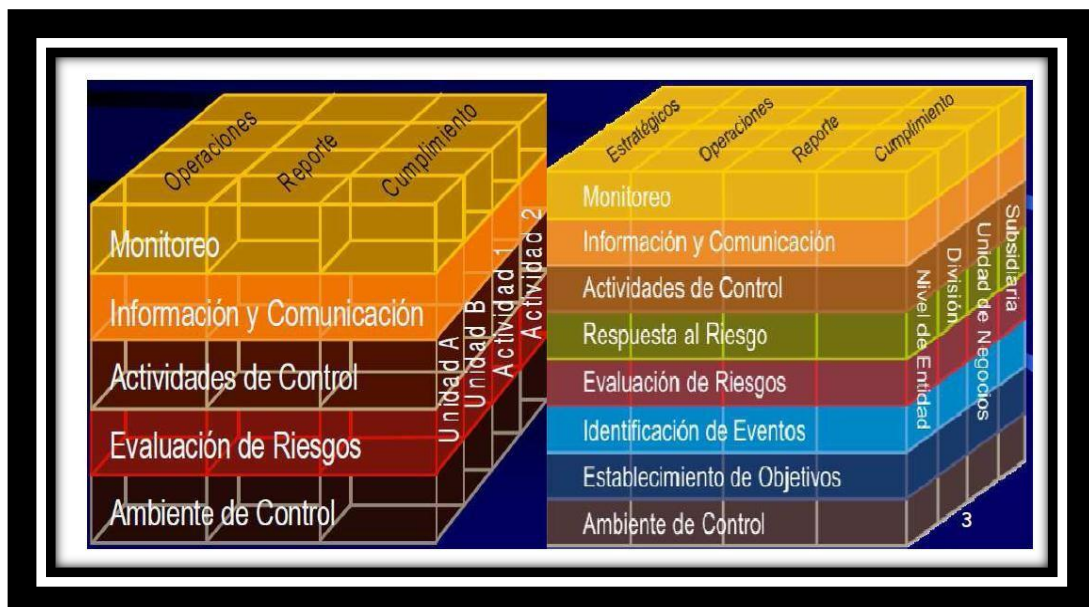 Operaciones
Reporte
Cumplimiento
Monitoreo
Información y Comunicación
Actividades de Control
Evaluación de Riesgos
Ambiente de Control
Unidad A
Unidad B
Actividad 1
Actividad 2
Estratégicos
Operaciones
Reporte
Cumplimiento
Monitoreo
Información y Comunicación
Actividades de Control
Respuesta al Riesgo
Evaluación de Riesgos
Identificación de Eventos
Establecimiento de Objetivos
Ambiente de Control
Nivel de Entidad
División
Unidad de Negocios
Subsidiaria
3